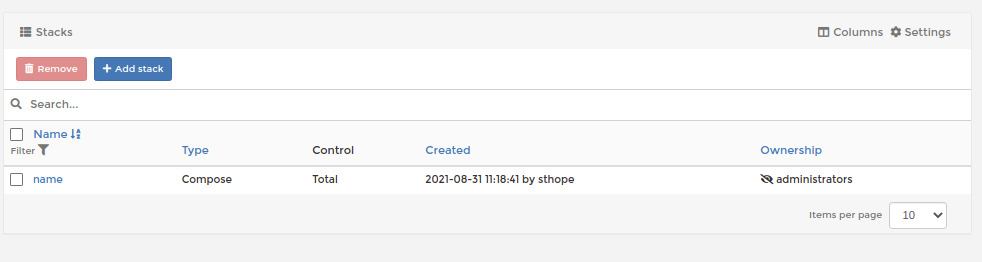 Stacks
Columns Settings
Remove Add stack
Search...
Name
Filter
Type Control Created Ownership
name Compose Total 2021-08-31 11:18:41 by sthope administrators
Items per page 10